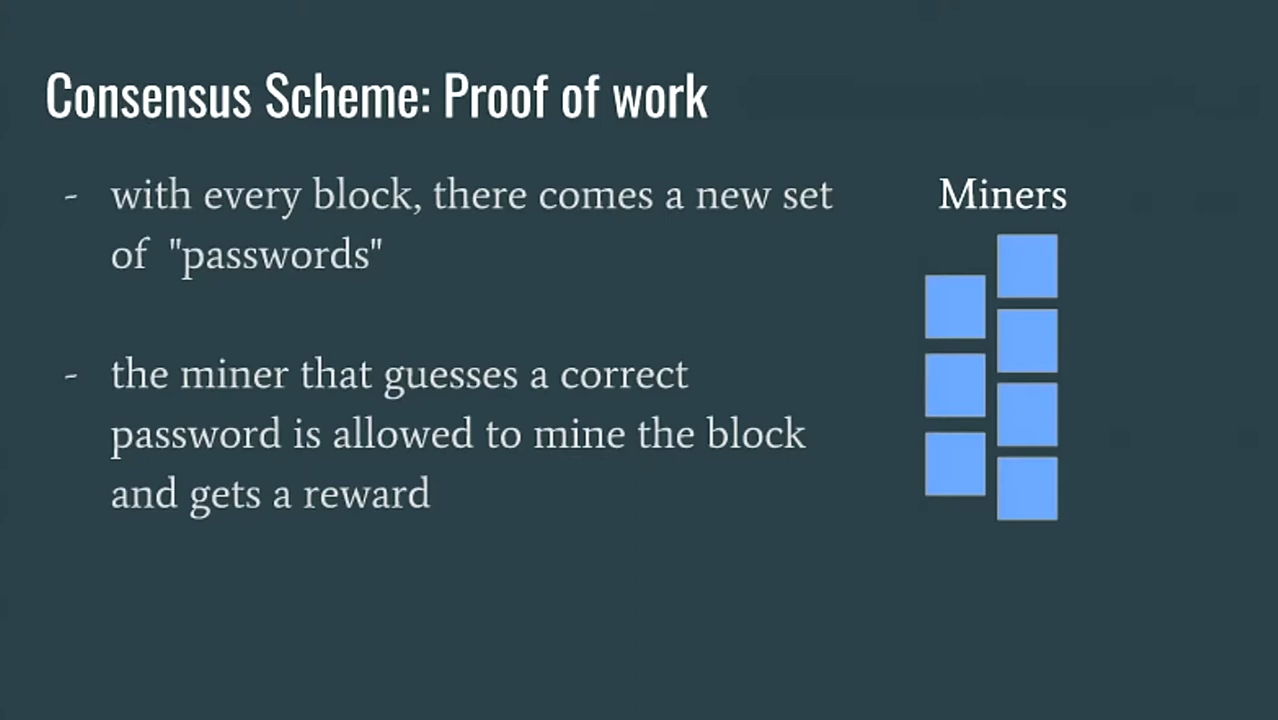 Consensus Scheme: Proof of work
- with every block, there comes a new set
of "passwords"
- the miner that guesses a correct
password is allowed to mine the block
and gets a reward
Miners